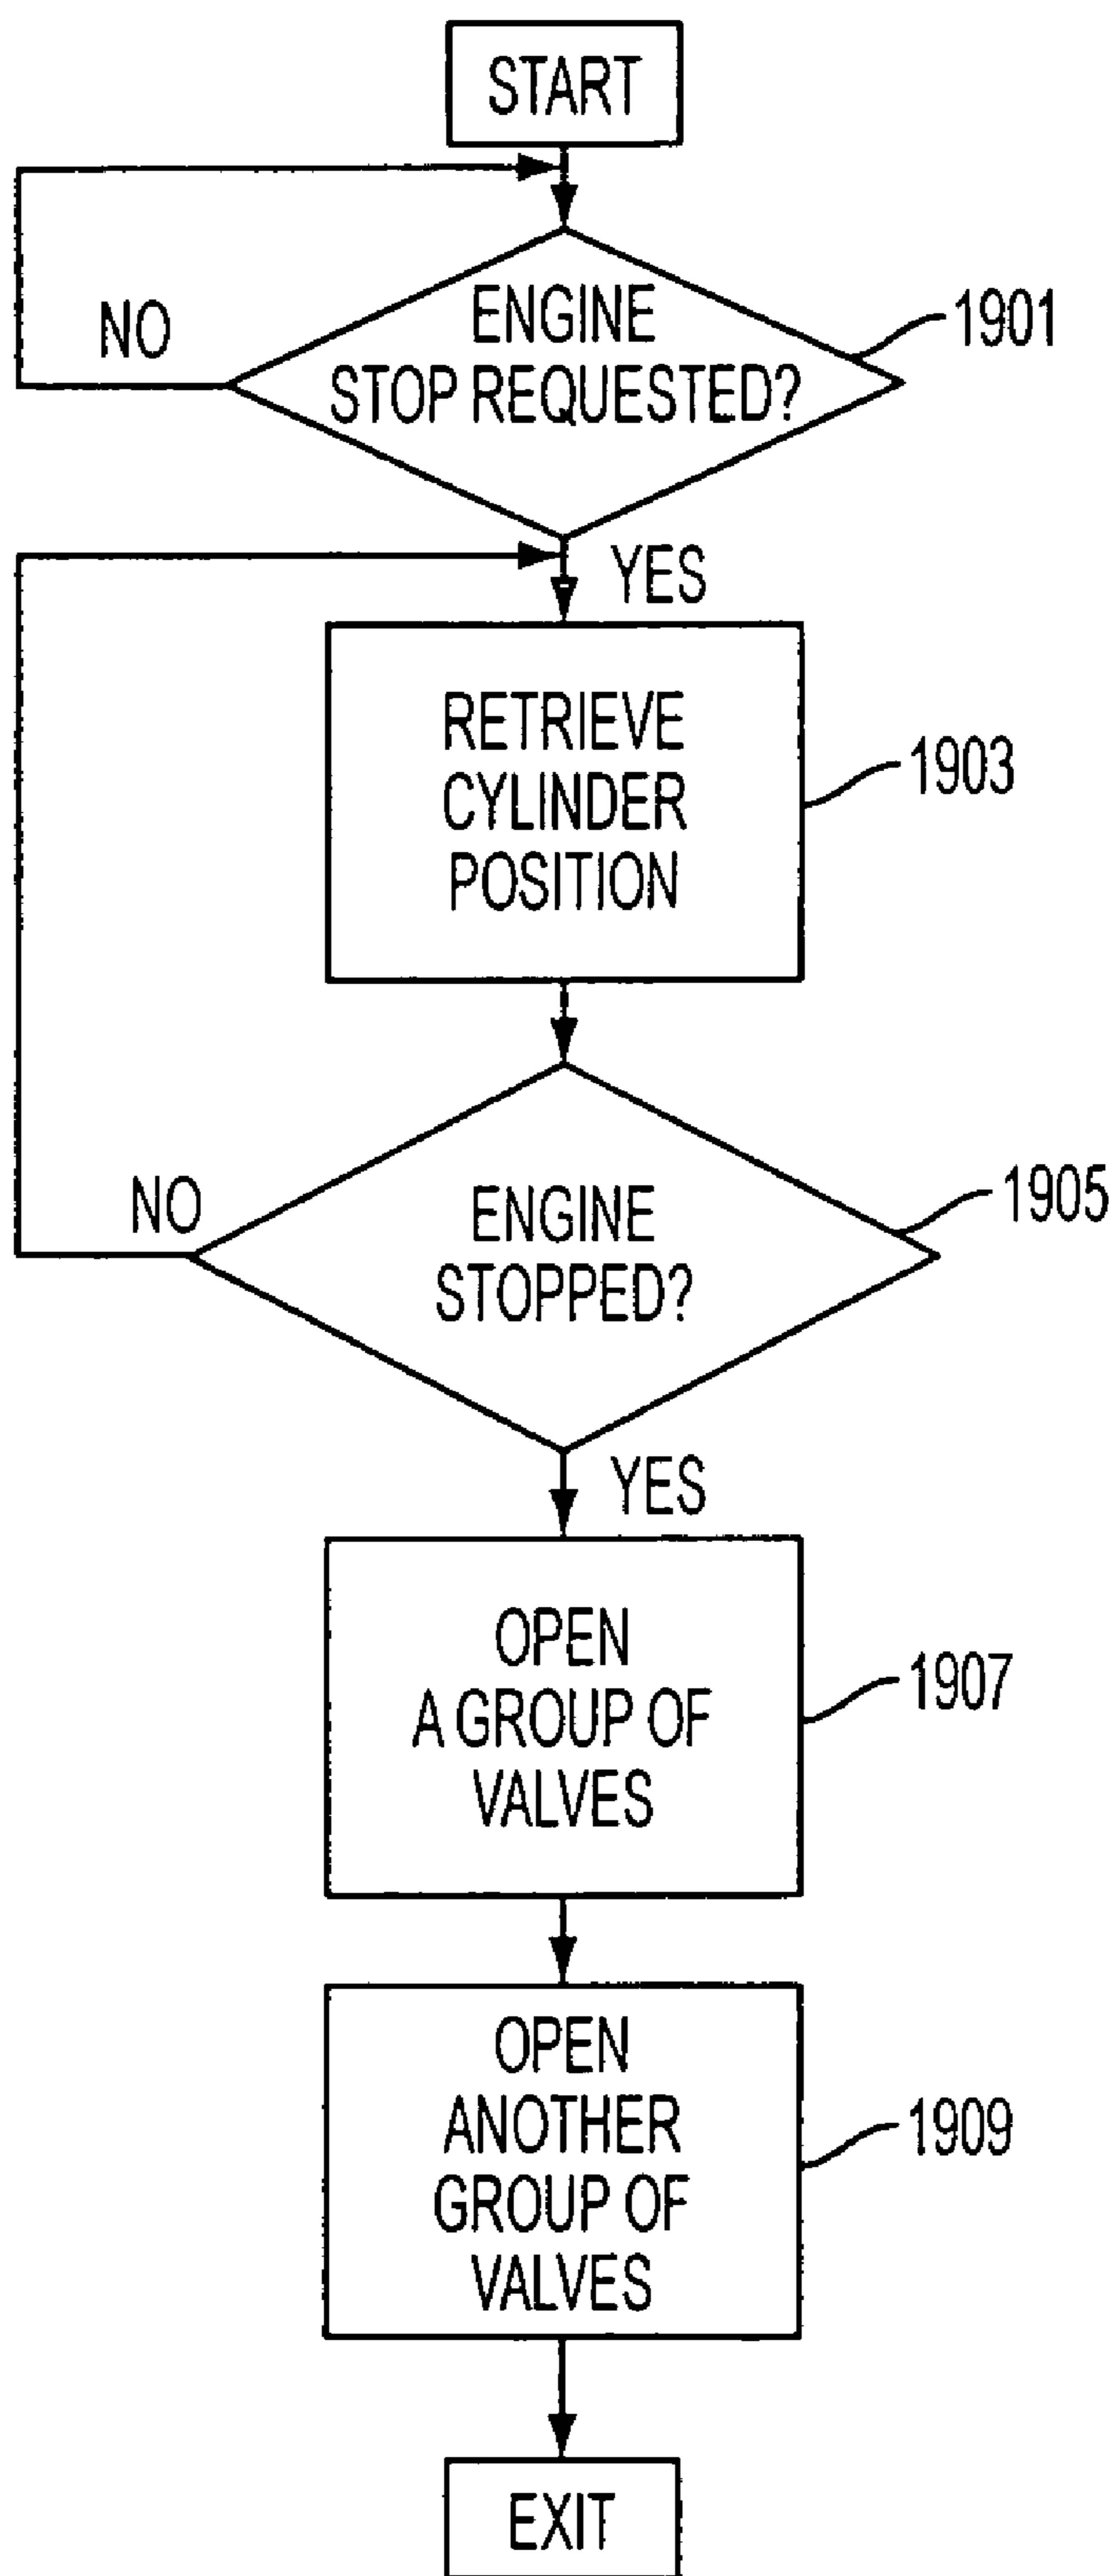 START
NO
ENGINE
STOP REQUESTED?
1901
YES
RETRIEVE
CYLINDER
POSITION
1903
NO
ENGINE
STOPPED?
1905
YES
OPEN
A GROUP OF
VALVES
1907
OPEN
ANOTHER
GROUP OF
VALVES
1909
EXIT